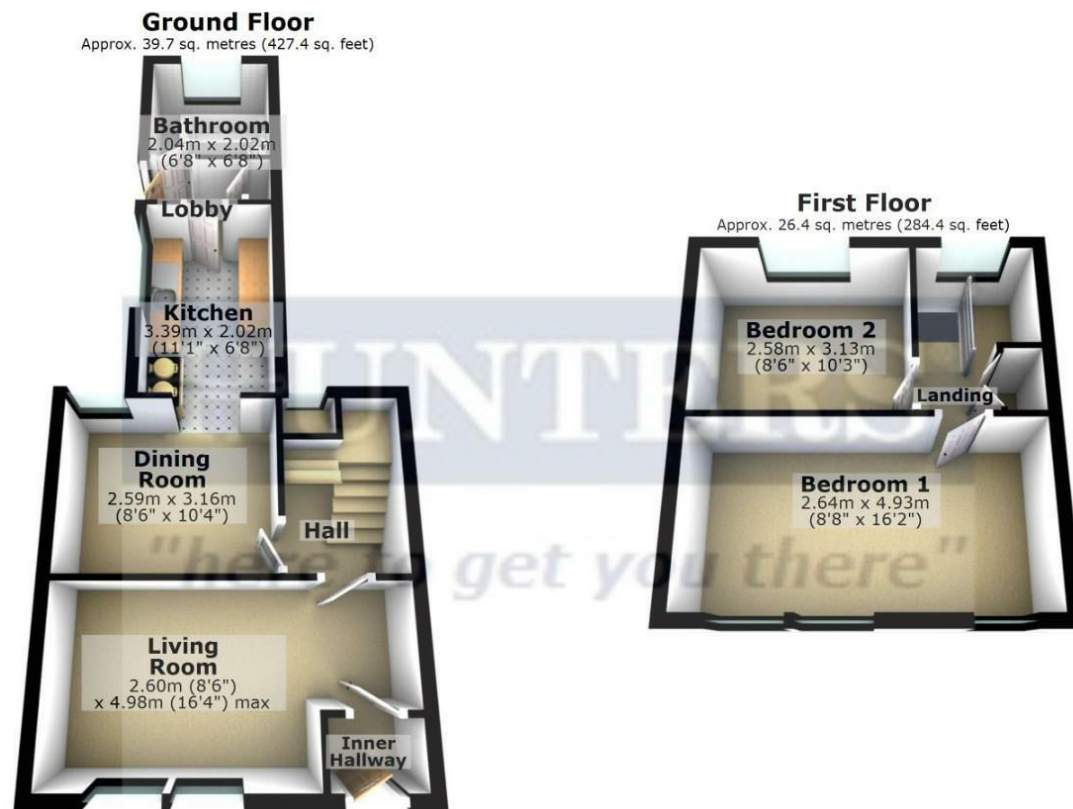 Ground Floor
Approx. 39.7 sq. metres (427.4 sq. feet)
Bathroom
2.04m x 2.02m
(6'8" x 6'8")
Lobby
Kitchen
3.39m x 2.02m
(11'1" x 6'8")
Dining
Room
2.59m x 3.16m
(8'6" x 10'4")
Hall
Living
Room
2.60m (8'6")
x 4.98m (16'4") max
Inner
Hallway
First Floor
Approx. 26.4 sq. metres (284.4 sq. feet)
Bedroom 2
2.58m x 3.13m
(8'6" x 10'3")
Landing
Bedroom 1
2.64m x 4.93m
(8'8" x 16'2")
HUNTERS
"here to get you there"